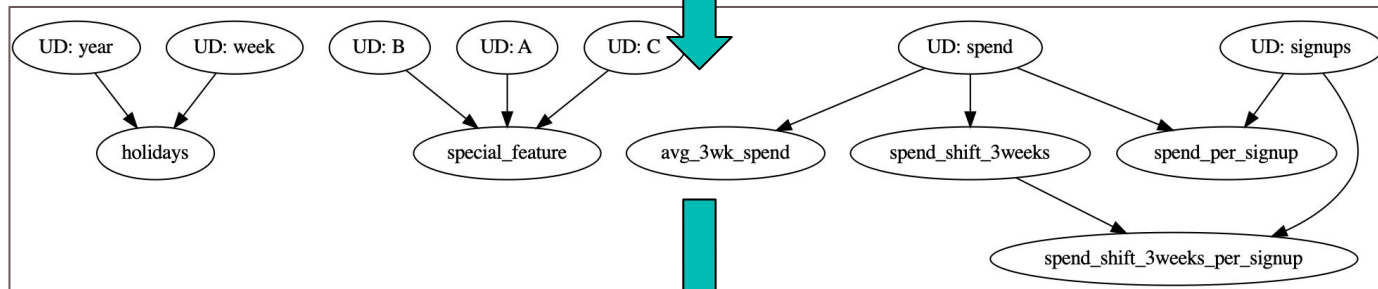 UD: year
UD: week
UD: B
UD: A
UD: C
UD: spend
UD: signups
holidays
special_feature
avg_3wk_spend
spend_shift_3weeks
spend_per_signup
spend_shift_3weeks_per_signup